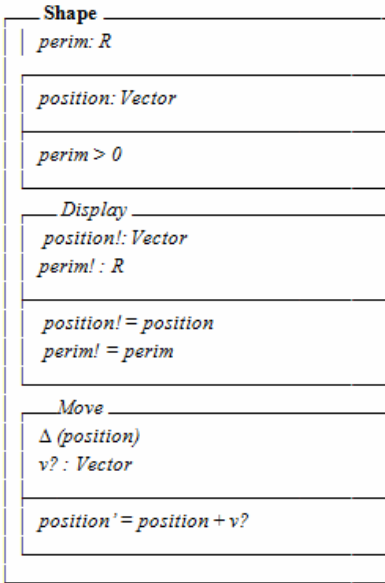 Shape
perim: R
position: Vector
perim > 0
Display
position!: Vector
perim! : R
position! = position
perim! = perim
Move
Δ (position)
v? : Vector
position’ = position + v?